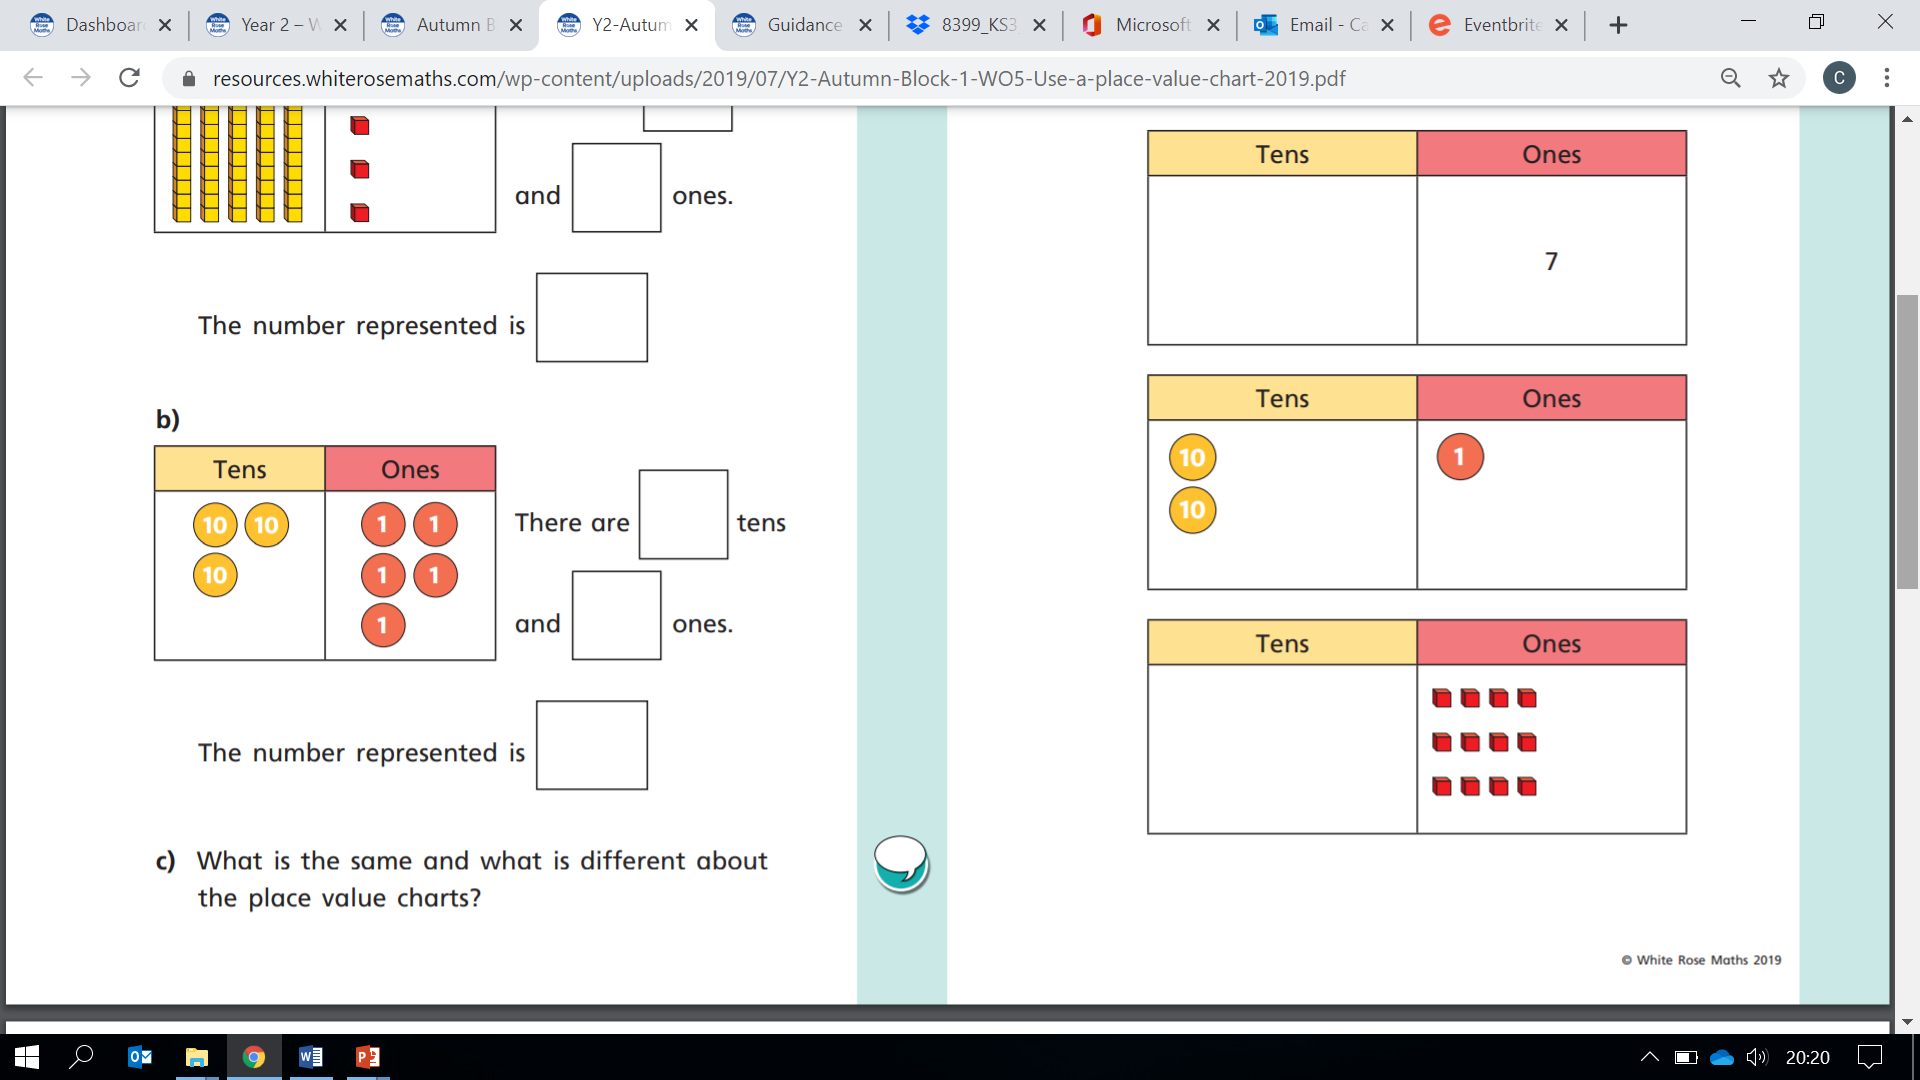 Dashboar
Year 2 – W
Autumn B
Y2-Autum
Guidance
8399_KS3
Microsoft
Email - Ca
Eventbrite
resources.whiterosemaths.com/wp-content/uploads/2019/07/Y2-Autumn-Block-1-WO5-Use-a-place-value-chart-2019.pdf
C
and ones.
The number represented is
b)
Tens Ones
10 10 1 1
10 1 1
1
There are tens
and ones.
The number represented is
c) What is the same and what is different about
the place value charts?
Tens Ones
7
Tens Ones
10 1
10
Tens Ones
© White Rose Maths 2019
20:20